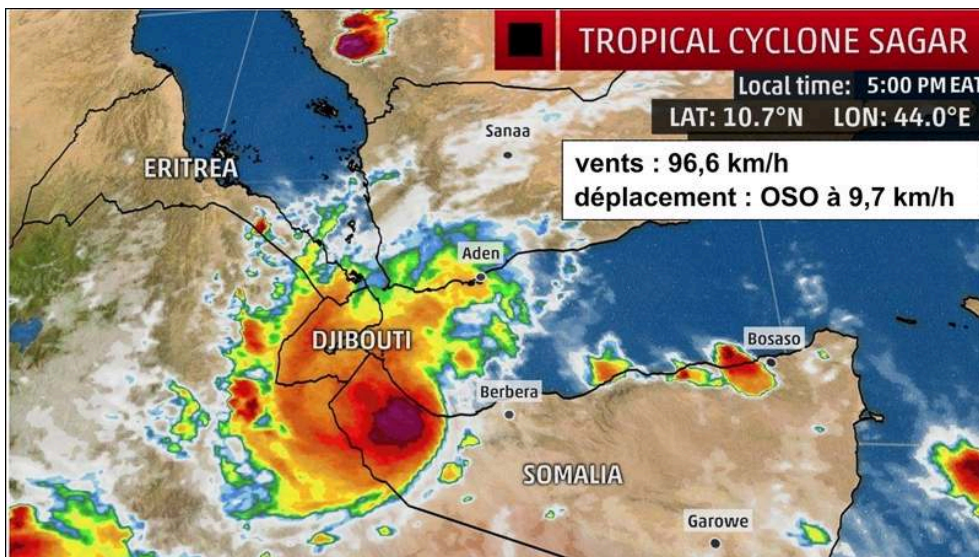 TROPICAL CYCLONE SAGAR
Local time: 5:00 PM EAT
LAT: 10.7°N LON: 44.0°E
Sanaa
vents : 96,6 km/h
déplacement : OSO à 9,7 km/h
ERITREA
Aden
DJIBOUTI
Bosaso
Berbera
SOMALIA
Garowe